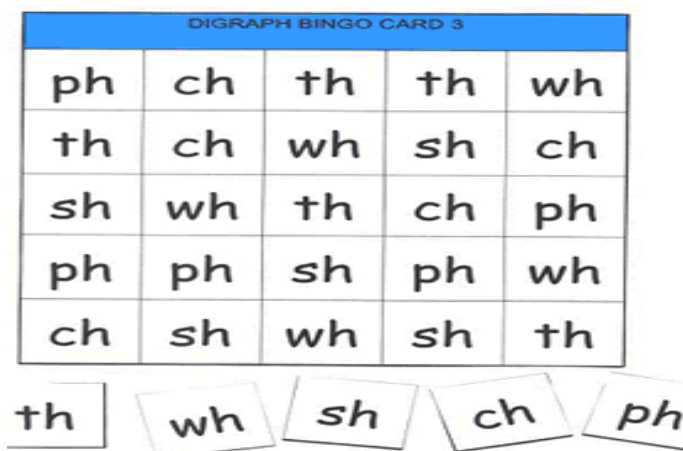 DIGRAPH BINGO CARD 3
ph ch th th wh
th ch wh sh ch
sh wh th ch ph
ph ph sh ph wh
ch sh wh sh th
th wh sh ch ph